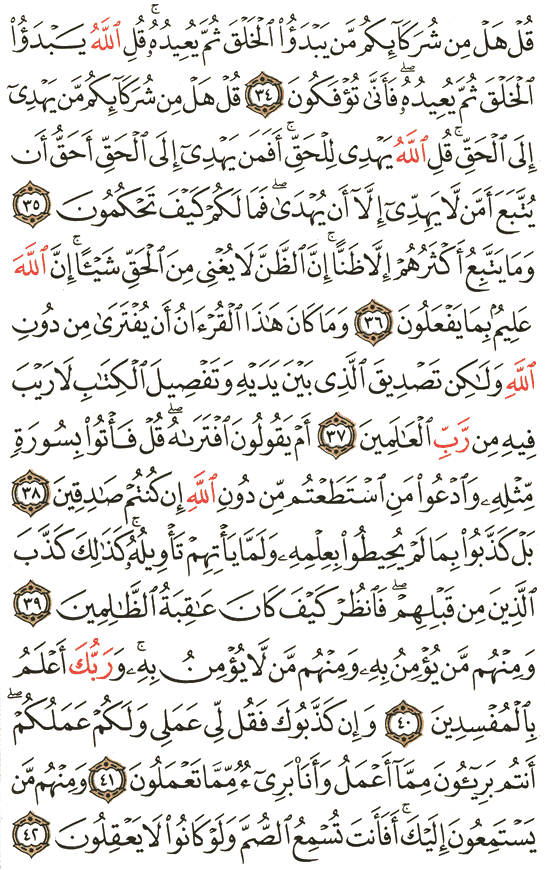 قُلْ هَلْ مِن شُرَكَآئِكُم مَّن يَبْدَؤُا۟ ٱلْخَلْقَ ثُمَّ يُعِيدُهُۥ ۚ قُلِ ٱللَّهُ يَبْدَؤُا۟
ٱلْخَلْقَ ثُمَّ يُعِيدُهُۥ ۖ فَأَنَّىٰ تُؤْفَكُونَ ٣٤ قُلْ هَلْ مِن شُرَكَآئِكُم مَّن يَهْدِىٓ
إِلَى ٱلْحَقِّ ۚ قُلِ ٱللَّهُ يَهْدِى لِلْحَقِّ ۗ أَفَمَن يَهْدِىٓ إِلَى ٱلْحَقِّ أَحَقُّ أَن
يُتَّبَعَ أَمَّن لَّا يَهِدِّىٓ إِلَّآ أَن يُهْدَىٰ ۖ فَمَا لَكُمْ كَيْفَ تَحْكُمُونَ ٣٥
وَمَا يَتَّبِعُ أَكْثَرُهُمْ إِلَّا ظَنًّا ۚ إِنَّ ٱلظَّنَّ لَا يُغْنِى مِنَ ٱلْحَقِّ شَيْـًٔا ۚ إِنَّ ٱللَّهَ
عَلِيمٌۢ بِمَا يَفْعَلُونَ ٣٦ وَمَا كَانَ هَـٰذَا ٱلْقُرْءَانُ أَن يُفْتَرَىٰ مِن دُونِ
ٱللَّهِ وَلَـٰكِن تَصْدِيقَ ٱلَّذِى بَيْنَ يَدَيْهِ وَتَفْصِيلَ ٱلْكِتَـٰبِ لَا رَيْبَ
فِيهِ مِن رَّبِّ ٱلْعَـٰلَمِينَ ٣٧ أَمْ يَقُولُونَ ٱفْتَرَىٰهُ ۖ قُلْ فَأْتُوا۟ بِسُورَةٍ
مِّثْلِهِۦ وَٱدْعُوا۟ مَنِ ٱسْتَطَعْتُم مِّن دُونِ ٱللَّهِ إِن كُنتُمْ صَـٰدِقِينَ ٣٨
بَلْ كَذَّبُوا۟ بِمَا لَمْ يُحِيطُوا۟ بِعِلْمِهِۦ وَلَمَّا يَأْتِهِمْ تَأْوِيلُهُۥ ۚ كَذَٰلِكَ كَذَّبَ
ٱلَّذِينَ مِن قَبْلِهِمْ ۖ فَٱنظُرْ كَيْفَ كَانَ عَـٰقِبَةُ ٱلظَّـٰلِمِينَ ٣٩
وَمِنْهُم مَّن يُؤْمِنُ بِهِۦ وَمِنْهُم مَّن لَّا يُؤْمِنُ بِهِۦ ۚ وَرَبُّكَ أَعْلَمُ
بِٱلْمُفْسِدِينَ ٤٠ وَإِن كَذَّبُوكَ فَقُل لِّى عَمَلِى وَلَكُمْ عَمَلُكُمْ ۖ
أَنتُم بَرِيٓـُٔونَ مِمَّآ أَعْمَلُ وَأَنَا۠ بَرِىٓءٌ مِّمَّا تَعْمَلُونَ ٤١ وَمِنْهُم مَّن
يَسْتَمِعُونَ إِلَيْكَ ۚ أَفَأَنتَ تُسْمِعُ ٱلصُّمَّ وَلَوْ كَانُوا۟ لَا يَعْقِلُونَ ٤٢